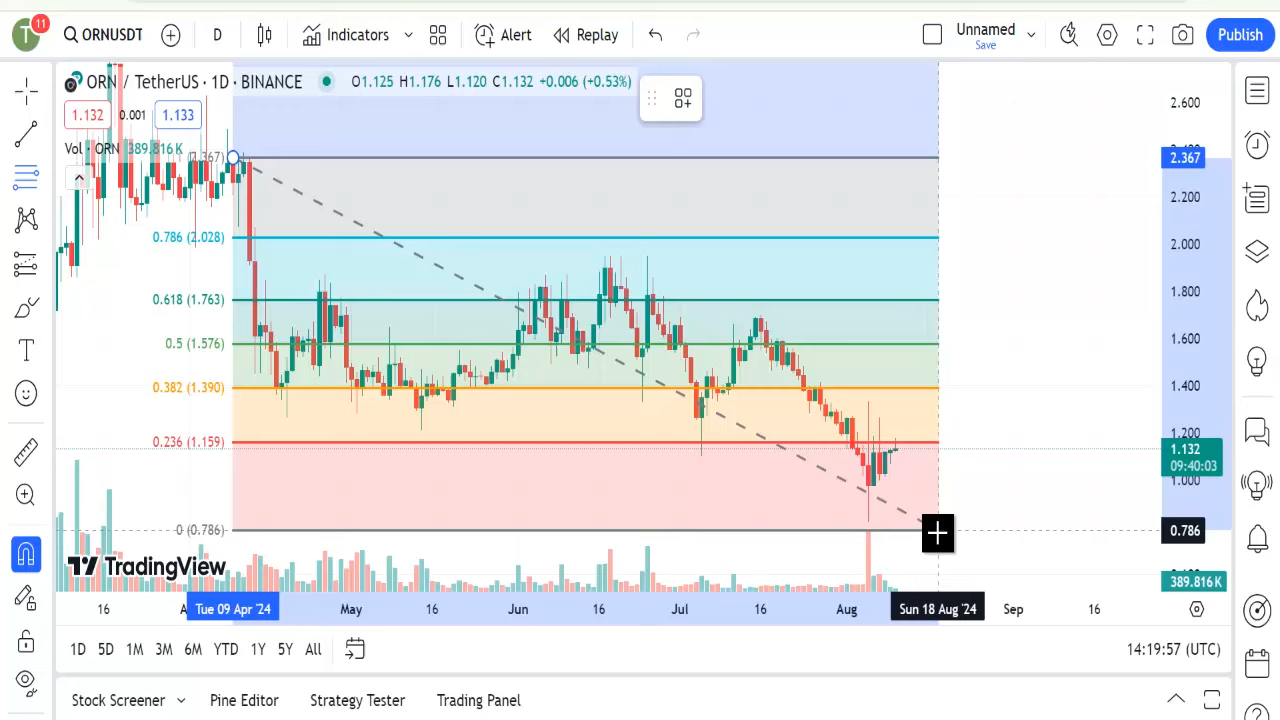 T 11 ORNUSDT D Indicators Alert Replay Unnamed Publish
Save
ORN / TetherUS · 1D · BINANCE O1.125 H1.176 L1.120 C1.132 +0.006 (+0.53%)
1.132 0.001 1.133
Vol · ORN 389.816 K
(2.367)
0.786 (2.028)
0.618 (1.763)
0.5 (1.576)
0.382 (1.390)
0.236 (1.159)
0 (0.786)
2.600
2.367
2.200
2.000
1.800
1.600
1.400
1.200
1.132
09:40:03
1.000
0.786
389.816 K
TradingView
16 Tue 09 Apr '24 May 16 Jun 16 Jul 16 Aug Sun 18 Aug '24 Sep 16
1D 5D 1M 3M 6M YTD 1Y 5Y All 14:19:57 (UTC)
Stock Screener Pine Editor Strategy Tester Trading Panel